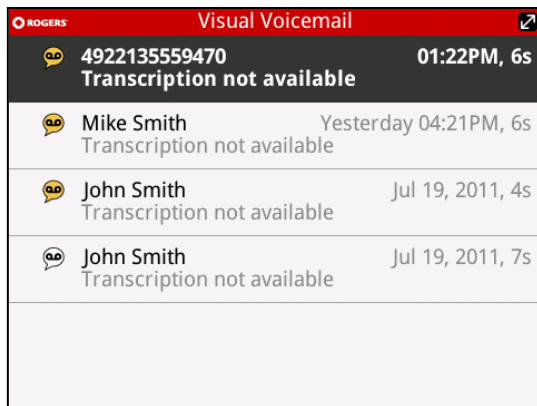 ROGERS Visual Voicemail
4922135559470 01:22PM, 6s
Transcription not available
Mike Smith Yesterday 04:21PM, 6s
Transcription not available
John Smith Jul 19, 2011, 4s
Transcription not available
John Smith Jul 19, 2011, 7s
Transcription not available